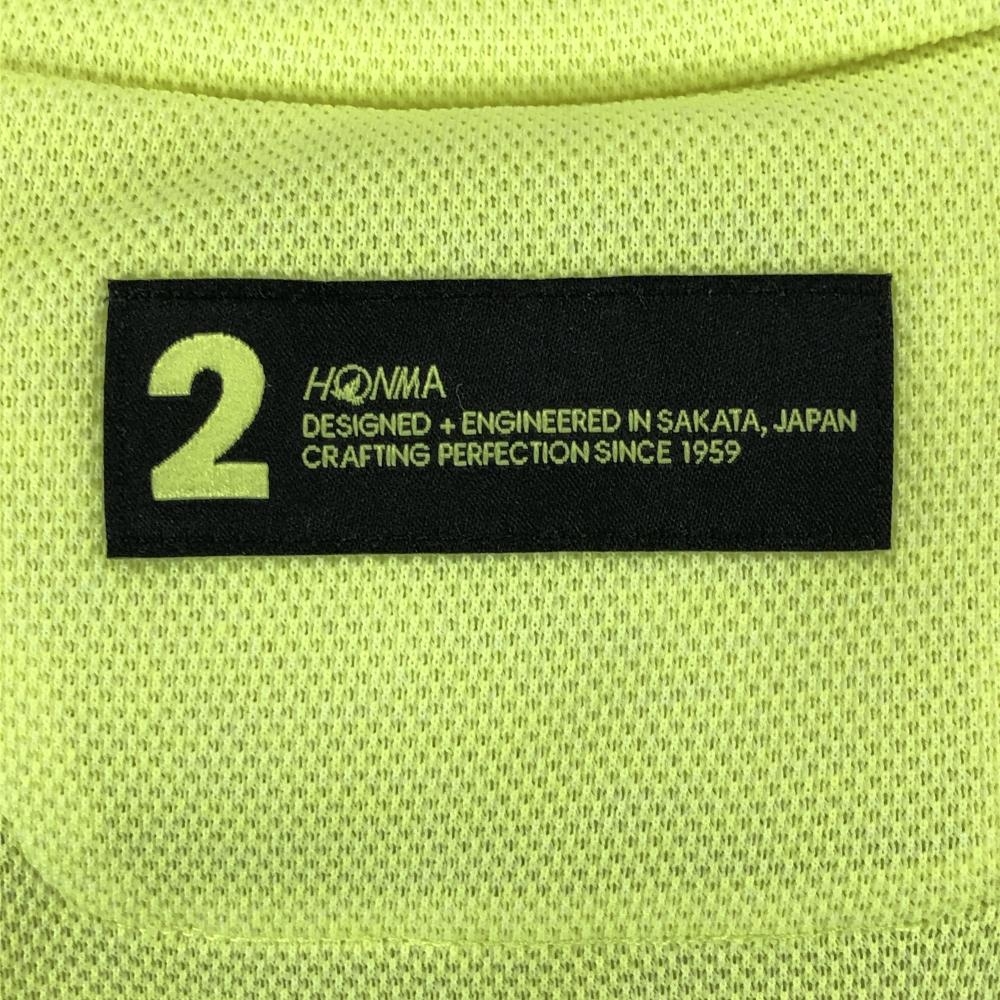 2
HONMA
DESIGNED + ENGINEERED IN SAKATA, JAPAN
CRAFTING PERFECTION SINCE 1959